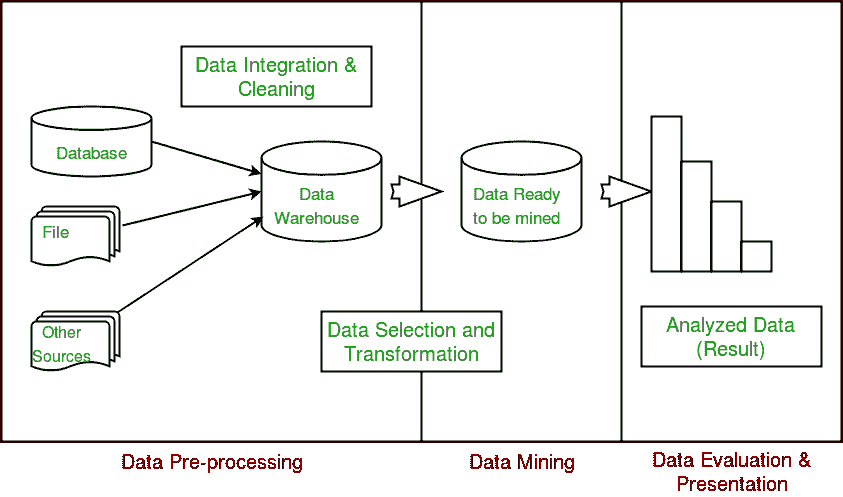 Data Integration &
Cleaning
Database
File
Other
Sources
Data
Warehouse
Data Selection and
Transformation
Data Ready
to be mined
Analyzed Data
(Result)
Data Pre-processing
Data Mining
Data Evaluation &
Presentation